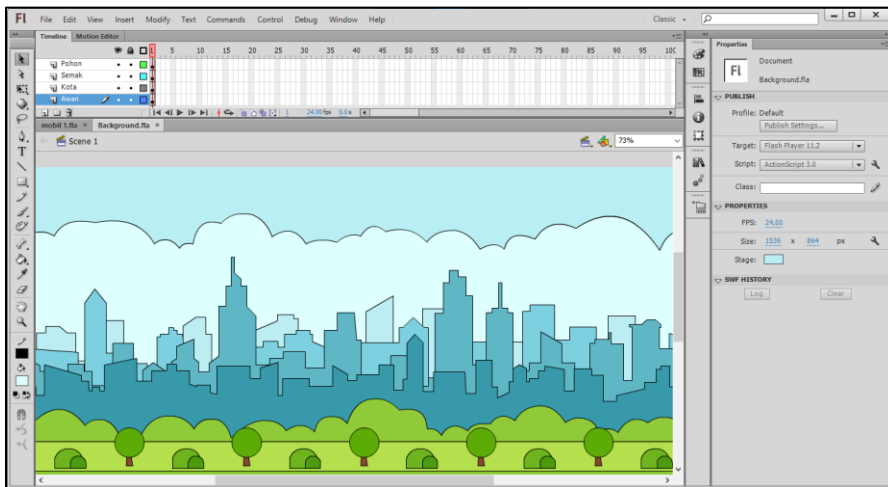 Fl File Edit View Insert Modify Text Commands Control Debug Window Help Classic
Timeline Motion Editor
1 5 10 15 20 25 30 35 40 45 50 55 60 65 70 75 80 85 90 95 100
Pohon
Semak
Kota
Awan
1 24.00 fps 0.0 s
mobil 1.fla × Background.fla ×
Scene 1 73%
Properties
Fl Document
Background.fla
PUBLISH
Profile: Default
Publish Settings...
Target: Flash Player 11.2
Script: ActionScript 3.0
Class:
PROPERTIES
FPS: 24.00
Size: 1536 x 864 px
Stage:
SWF HISTORY
Log Clear